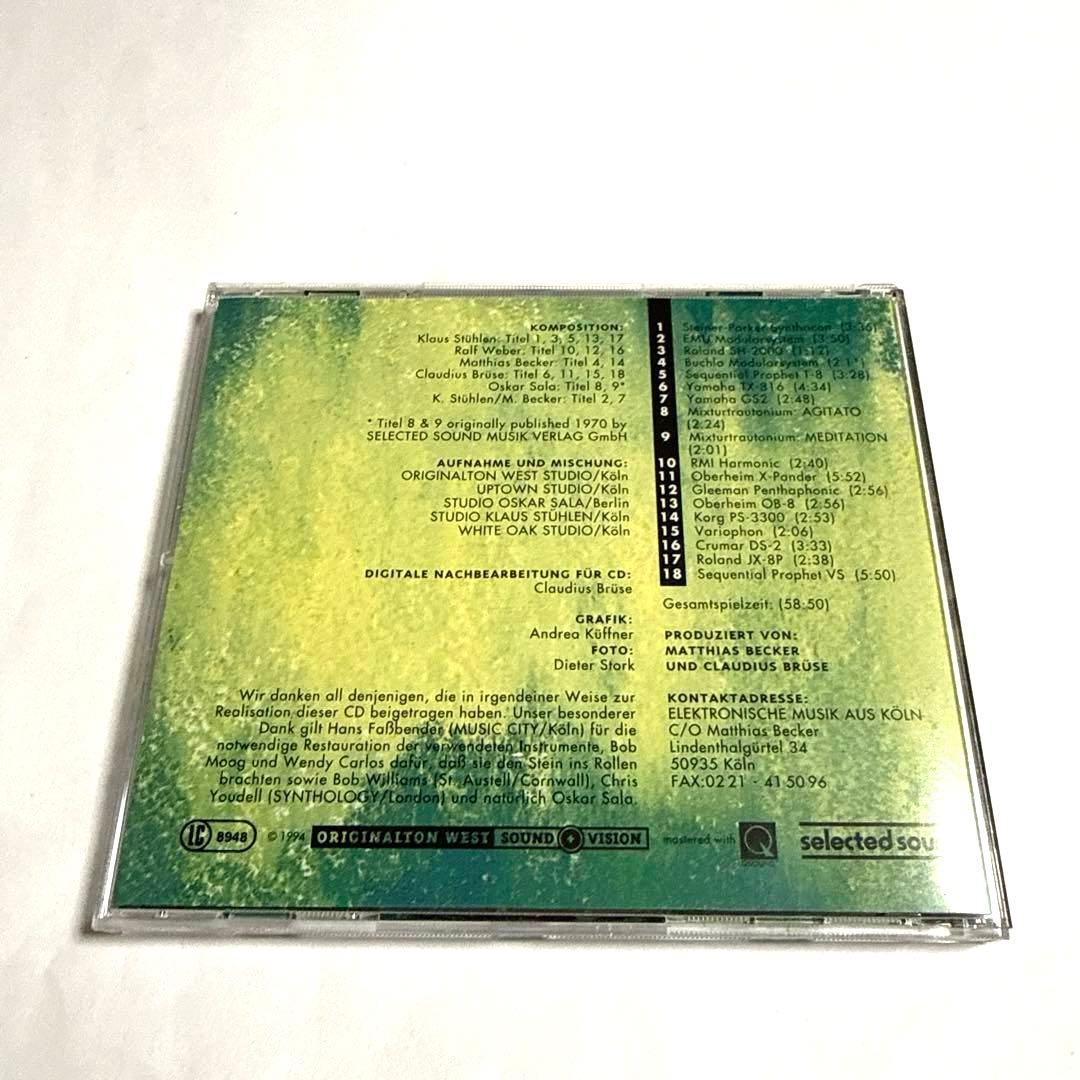 KOMPOSITION:
Klaus Stühlen: Titel 1, 3, 5, 13, 17
Ralf Weber: Titel 10, 12, 16
Matthias Becker: Titel 4, 14
Claudius Brüse: Titel 6, 11, 15, 18
Oskar Sala: Titel 8, 9*
K. Stühlen/M. Becker: Titel 2, 7
* Titel 8 & 9 originally published 1970 by
SELECTED SOUND MUSIK VERLAG GmbH
AUFNAHME UND MISCHUNG:
ORIGINALTON WEST STUDIO/Köln
UPTOWN STUDIO/Köln
STUDIO OSKAR SALA/Berlin
STUDIO KLAUS STÜHLEN/Köln
WHITE OAK STUDIO/Köln
DIGITALE NACHBEARBEITUNG FÜR CD:
Claudius Brüse
GRAFIK:
Andrea Küffner
FOTO:
Dieter Stork
Wir danken all denjenigen, die in irgendeiner Weise zur
Realisation dieser CD beigetragen haben. Unser besonderer
Dank gilt Hans Faßbender (MUSIC CITY/Köln) für die
notwendige Restauration der verwendeten Instrumente, Bob
Moog und Wendy Carlos dafür, daß sie den Stein ins Rollen
brachten sowie Bob Williams (St. Austell/Cornwall), Chris
Youdell (SYNTHOLOGY/London) und natürlich Oskar Sala.
1 Steiner-Parker Synthacon (3:36)
2 EMU Modularsystem (3:50)
3 Roland SH-2000 (1:12)
4 Buchla Modularsystem
5 Sequential Prophet T-8 (3:28)
6 Yamaha TX-816 (4:34)
7 Yamaha GS2 (2:48)
8 Mixturtrautonium: AGITATO
(2:24)
9 Mixturtrautonium: MEDITATION
(2:01)
10 RMI Harmonic (2:40)
11 Oberheim X-Pander (5:52)
12 Gleeman Penthaphonic (2:56)
13 Oberheim OB-8 (2:56)
14 Korg PS-3300 (2:53)
15 Variophon (2:06)
16 Crumar DS-2 (3:33)
17 Roland JX-8P (2:38)
18 Sequential Prophet VS (5:50)
Gesamtspielzeit: (58:50)
PRODUZIERT VON:
MATTHIAS BECKER
UND CLAUDIUS BRÜSE
KONTAKTADRESSE:
ELEKTRONISCHE MUSIK AUS KÖLN
C/O Matthias Becker
Lindenthalgürtel 34
50935 Köln
FAX:02 21 - 41 50 96
LC 8948 © 1994 ORIGINALTON WEST SOUND VISION mastered with Q selected sou